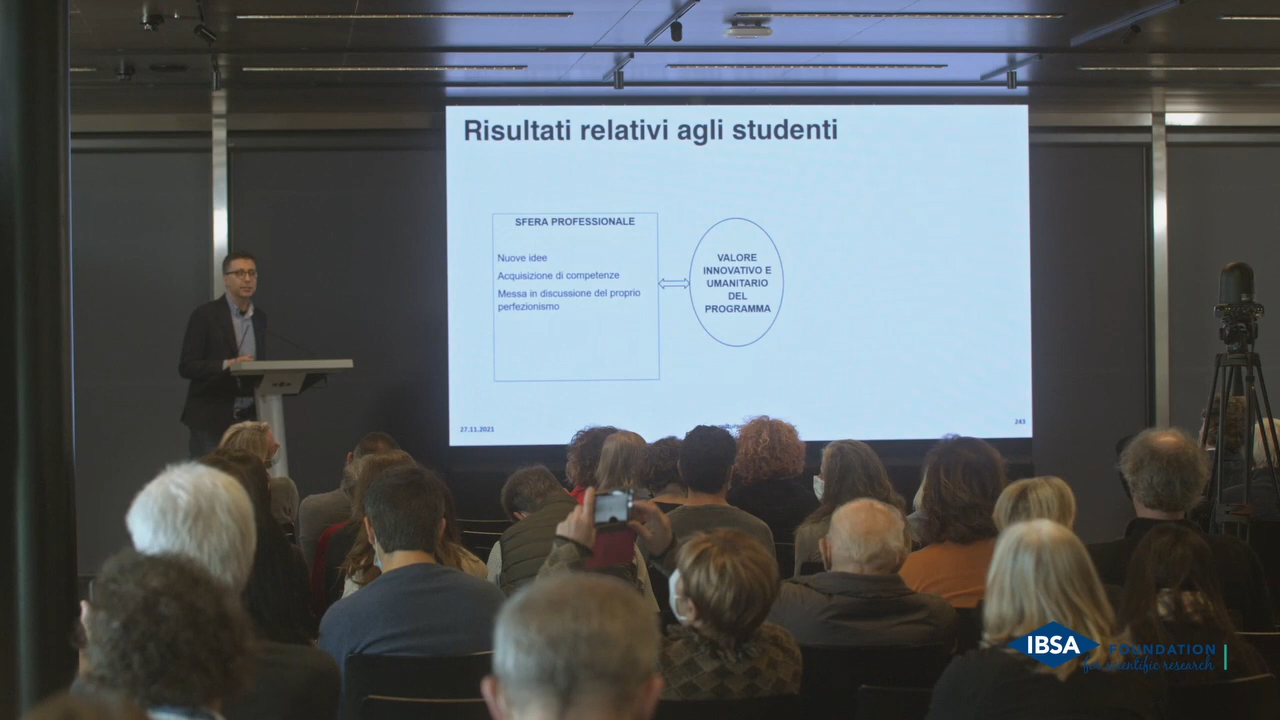 Risultati relativi agli studenti
SFERA PROFESSIONALE
Nuove idee
Acquisizione di competenze
Messa in discussione del proprio
perfezionismo
VALORE
INNOVATIVO E
UMANITARIO
DEL
PROGRAMMA
27.11.2021
243
IBSA FOUNDATION
for scientific research